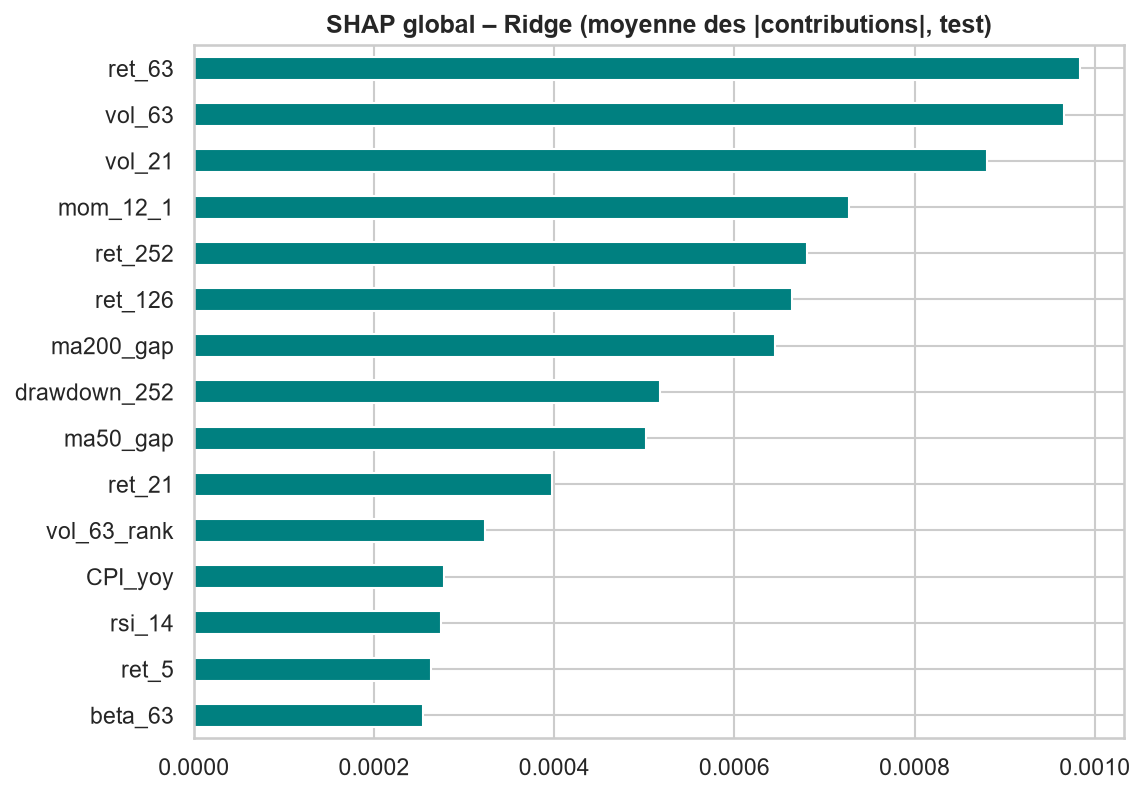 SHAP global – Ridge (moyenne des |contributions|, test)
ret_63
vol_63
vol_21
mom_12_1
ret_252
ret_126
ma200_gap
drawdown_252
ma50_gap
ret_21
vol_63_rank
CPI_yoy
rsi_14
ret_5
beta_63
0.0000 0.0002 0.0004 0.0006 0.0008 0.0010